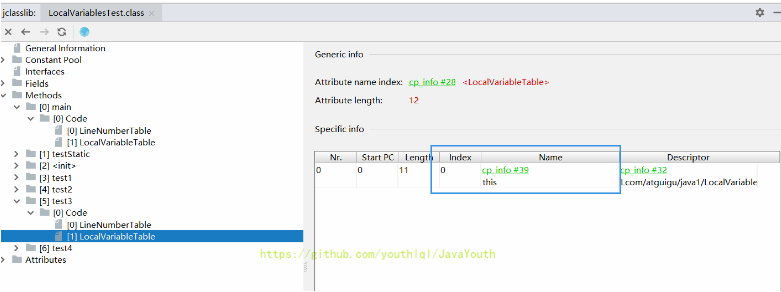 jclasslib: LocalVariablesTest.class
General Information
Constant Pool
Interfaces
Fields
Methods
[0] main
[0] Code
[0] LineNumberTable
[1] LocalVariableTable
[1] testStatic
[2] <init>
[3] test1
[4] test2
[5] test3
[0] Code
[0] LineNumberTable
[1] LocalVariableTable
[6] test4
Attributes
Generic info
Attribute name index: cp_info #28 <LocalVariableTable>
Attribute length: 12
Specific info
Nr. Start PC Length Index Name Descriptor
0 0 11 0 cp_info #39 cp_info #32
this L.com/atguigu/java1/LocalVariable
https://github.com/youthlql/JavaYouth